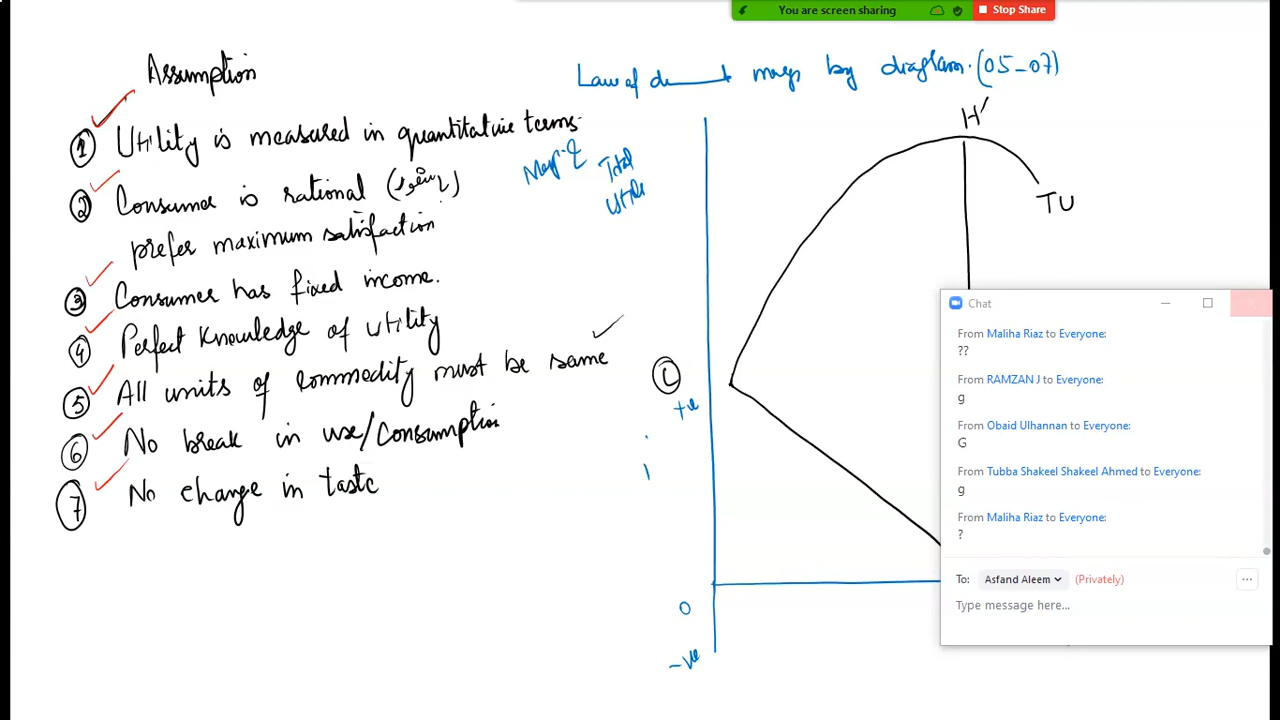 You are screen sharing
Stop Share
Assumption
Law of de mays by diagram. (05-07)
① Utility is measured in quantitative terms.
② Consumer is rational
prefer maximum satisfaction
③ Consumer has fixed income.
④ Perfect Knowledge of utility
⑤ All units of commodity must be same
⑥ No break in use/Consumption
⑦ No change in taste
Total
H'
TU
+ve
0
-ve
Chat
From Maliha Riaz to Everyone:
??
From RAMZAN J to Everyone:
g
From Obaid Ulhannan to Everyone:
G
From Tubba Shakeel Shakeel Ahmed to Everyone:
g
From Maliha Riaz to Everyone:
?
To: Asfand Aleem (Privately)
...
Type message here...